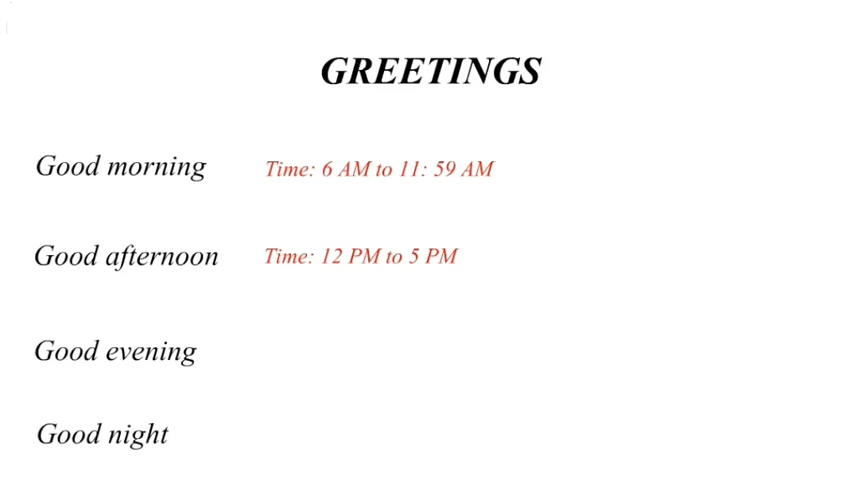 GREETINGS
Good morning Time: 6 AM to 11: 59 AM
Good afternoon Time: 12 PM to 5 PM
Good evening
Good night